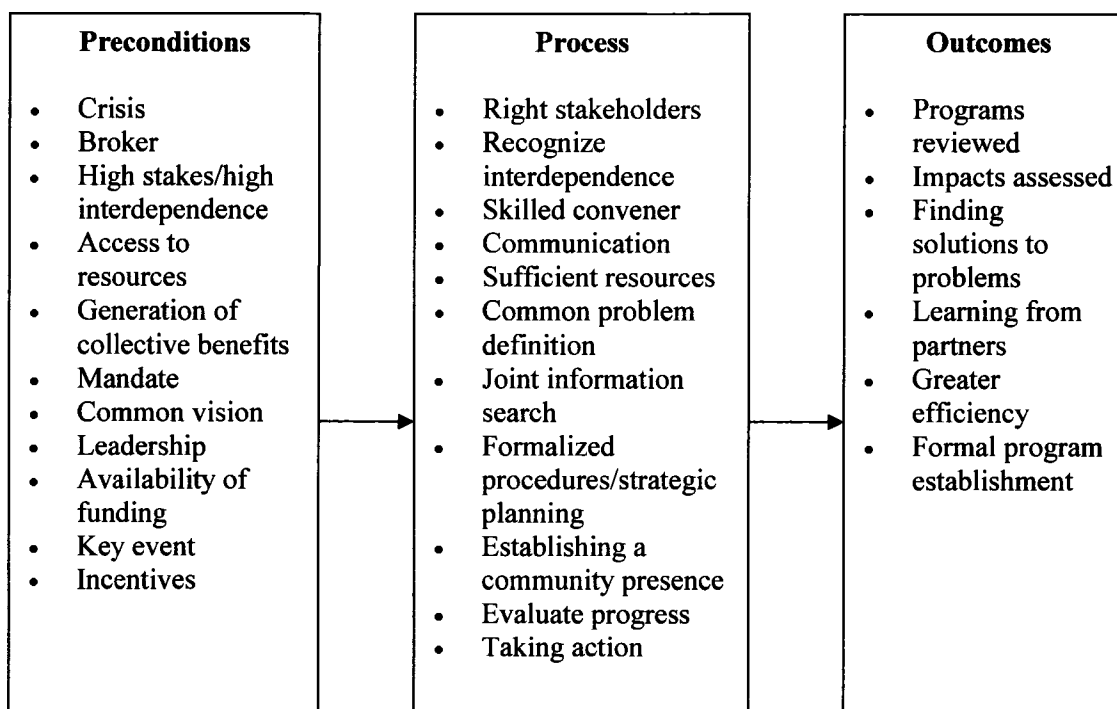 Preconditions
• Crisis
• Broker
• High stakes/high
interdependence
• Access to
resources
• Generation of
collective benefits
• Mandate
• Common vision
• Leadership
• Availability of
funding
• Key event
• Incentives
Process
• Right stakeholders
• Recognize
interdependence
• Skilled convener
• Communication
• Sufficient resources
• Common problem
definition
• Joint information
search
• Formalized
procedures/strategic
planning
• Establishing a
community presence
• Evaluate progress
• Taking action
Outcomes
• Programs
reviewed
• Impacts assessed
• Finding
solutions to
problems
• Learning from
partners
• Greater
efficiency
• Formal program
establishment